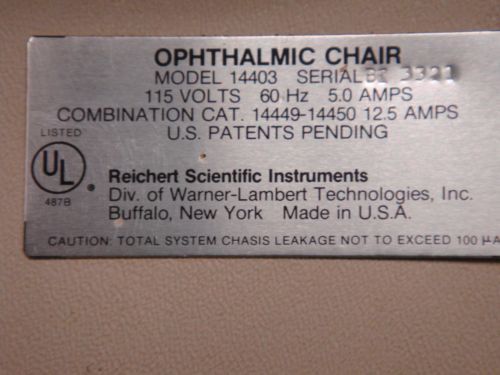 OPHTHALMIC CHAIR
MODEL 14403 SERIAL
115 VOLTS 60 Hz 5.0 AMPS
COMBINATION CAT. 14449-14450 12.5 AMPS
U.S. PATENTS PENDING
LISTED
UL
®
487B
Reichert Scientific Instruments
Div. of Warner-Lambert Technologies, Inc.
Buffalo, New York Made in U.S.A.
CAUTION: TOTAL SYSTEM CHASIS LEAKAGE NOT TO EXCEED 100 µA